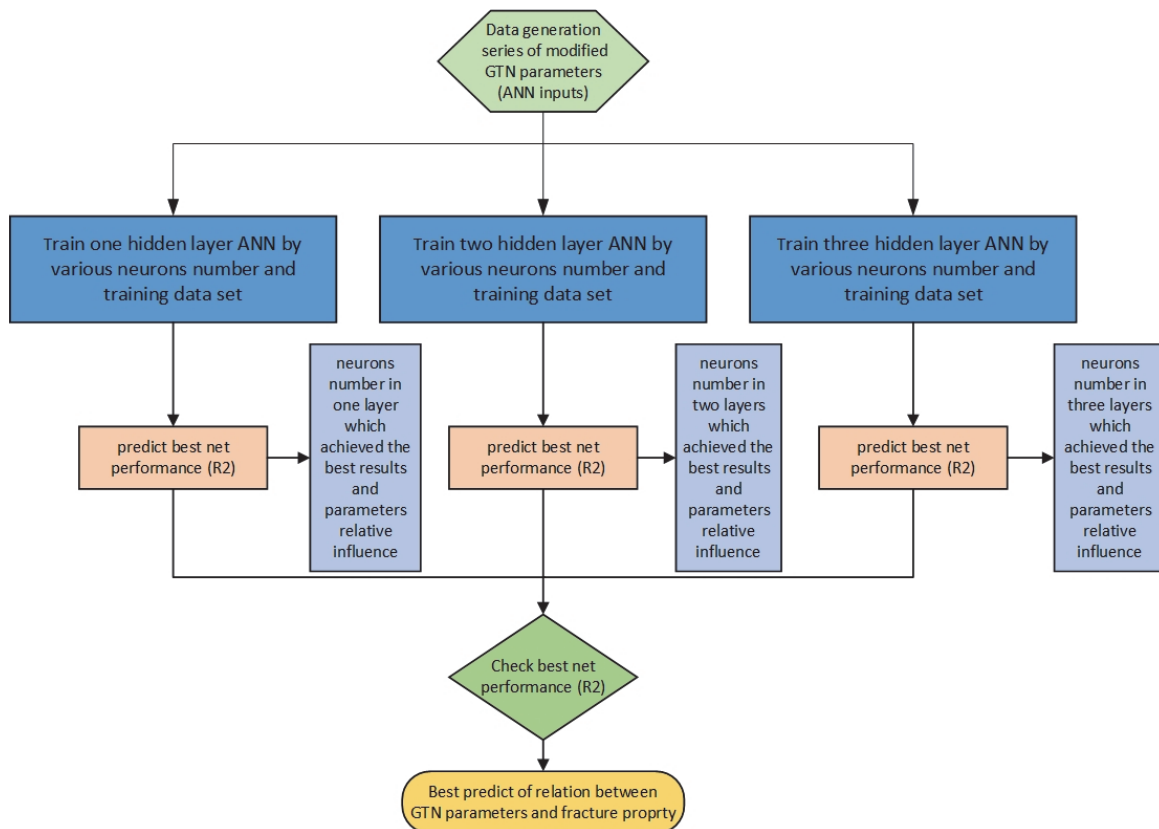 Data generation
series of modified
GTN parameters
(ANN inputs)
Train one hidden layer ANN by
various neurons number and
training data set
Train two hidden layer ANN by
various neurons number and
training data set
Train three hidden layer ANN by
various neurons number and
training data set
predict best net
performance (R2)
neurons
number in
one layer
which
achieved the
best results
and
parameters
relative
influence
predict best net
performance (R2)
neurons
number in
two layers
which
achieved the
best results
and
parameters
relative
influence
predict best net
performance (R2)
neurons
number in
three layers
which
achieved the
best results
and
parameters
relative
influence
Check best net
performance (R2)
Best predict of relation between
GTN parameters and fracture proprty